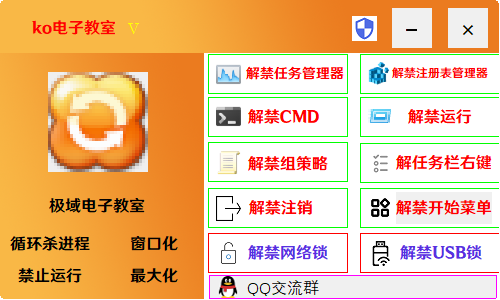 ko电子教室 V
极域电子教室
循环杀进程 窗口化
禁止运行 最大化
解禁任务管理器 解禁注册表管理器
解禁CMD 解禁运行
解禁组策略 解任务栏右键
解禁注销 解禁开始菜单
解禁网络锁 解禁USB锁
QQ交流群